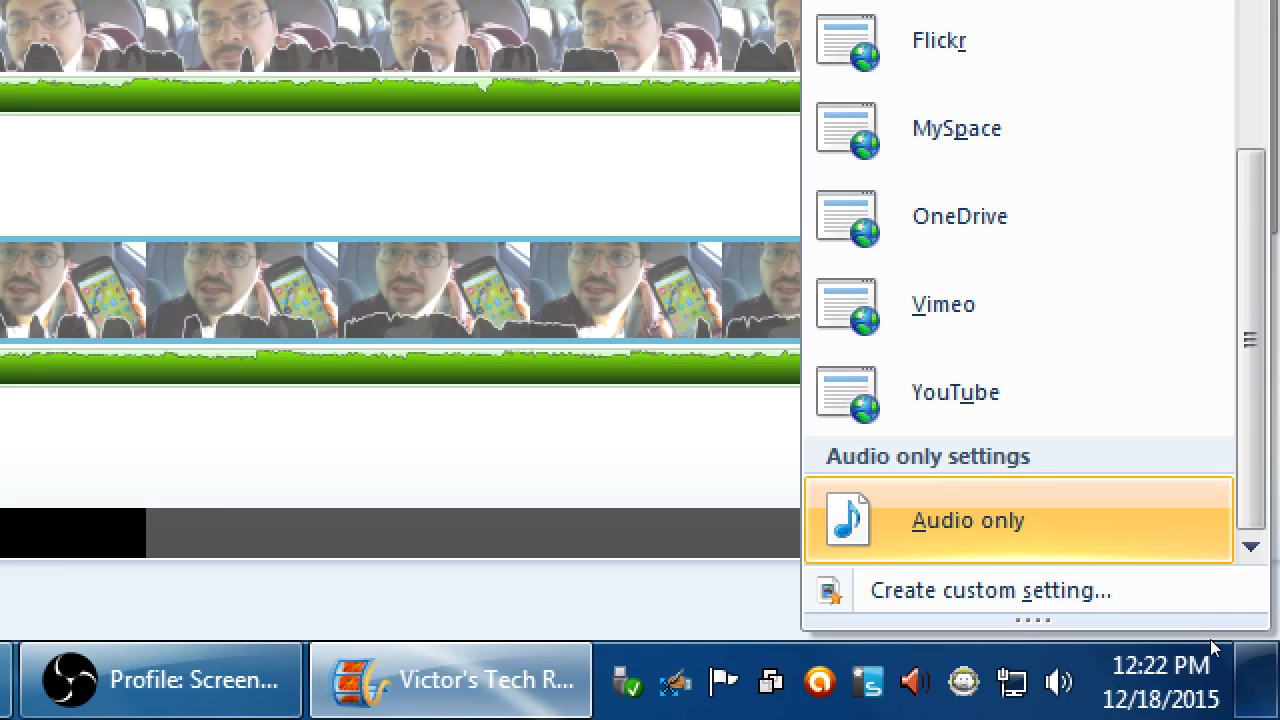 Flickr
MySpace
OneDrive
Vimeo
YouTube
Audio only settings
Audio only
Create custom setting...
Profile: Screen...
Victor's Tech R...
S
12:22 PM
12/18/2015